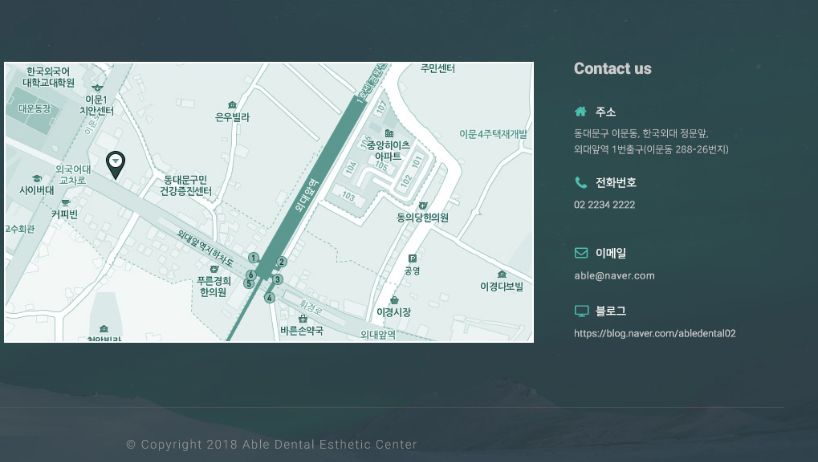 한국외국어
대학교대학원
대운동장
이문1
치안센터
이문로
은우빌라
주민센터
107
중앙하이츠
아파트
105
104
101
102
103
이문4주택재개발
외국어대
교차로
동대문구민
건강증진센터
사이버대
커피빈
교수회관
외대앞역
동의당한의원
외대앞역지하차도
푸른경희
한의원
1
2
3
4
5
6
공영
이경다보빌
이경시장
휘경로
바른손약국
외대앞역
Contact us
주소
동대문구 이문동, 한국외대 정문앞,
외대앞역 1번출구(이문동 288-26번지)
전화번호
02 2234 2222
이메일
able@naver.com
블로그
https://blog.naver.com/abledental02
© Copyright 2018 Able Dental Esthetic Center